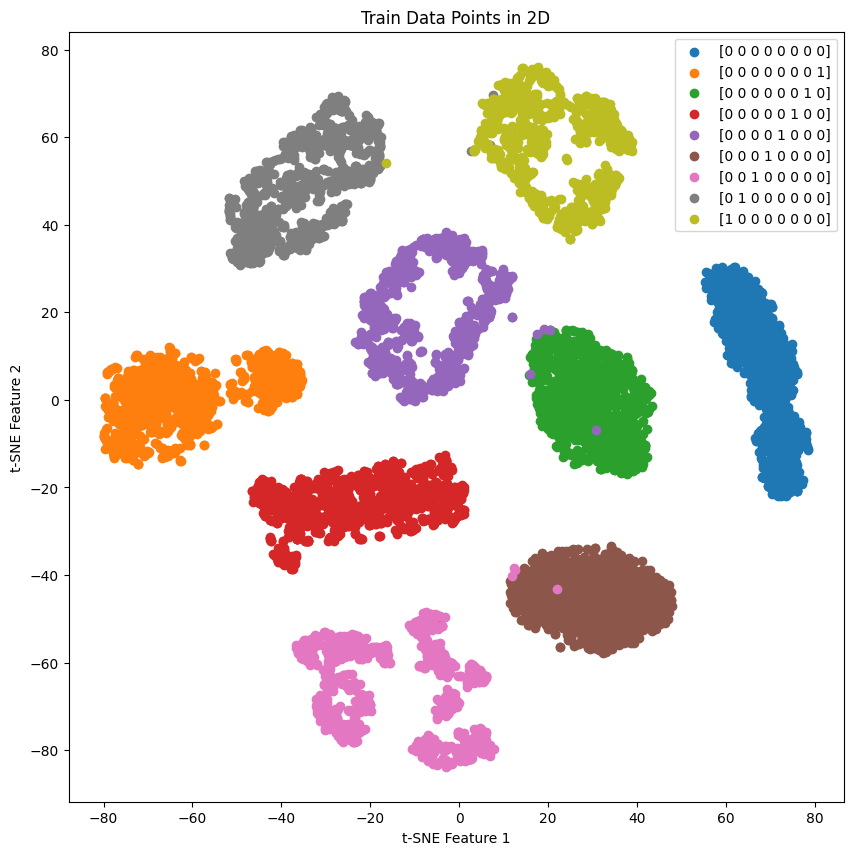 Train Data Points in 2D
[0 0 0 0 0 0 0 0]
[0 0 0 0 0 0 0 1]
[0 0 0 0 0 0 1 0]
[0 0 0 0 0 1 0 0]
[0 0 0 0 1 0 0 0]
[0 0 0 1 0 0 0 0]
[0 0 1 0 0 0 0 0]
[0 1 0 0 0 0 0 0]
[1 0 0 0 0 0 0 0]
80
60
40
20
0
−20
−40
−60
−80
t-SNE Feature 2
−80 −60 −40 −20 0 20 40 60 80
t-SNE Feature 1